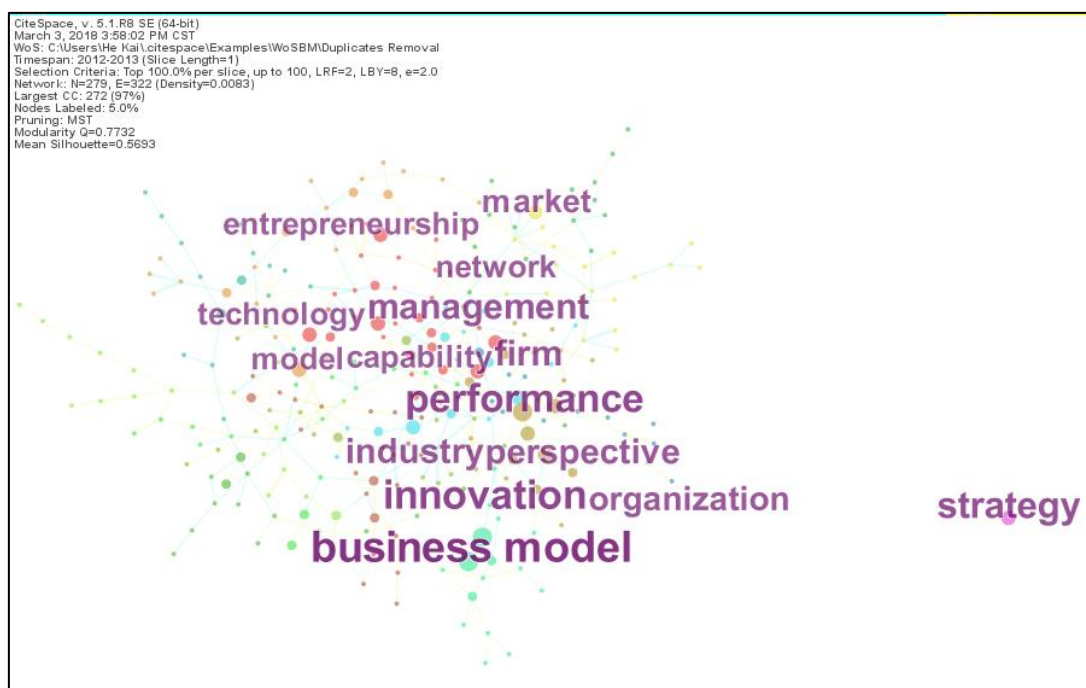 CiteSpace, v. 5.1.R8 SE (64-bit)
March 3, 2018 3:58:02 PM CST
WoS: C:\Users\He Kai\.citespace\Examples\WoSBM\Duplicates Removal
Timespan: 2012-2013 (Slice Length=1)
Selection Criteria: Top 100.0% per slice, up to 100, LRF=2, LBY=8, e=2.0
Network: N=279, E=322 (Density=0.0083)
Largest CC: 272 (97%)
Nodes Labeled: 5.0%
Pruning: MST
Modularity Q=0.7732
Mean Silhouette=0.5693
market
entrepreneurship
network
technology management
model capability firm
performance
industry perspective
innovation organization strategy
business model